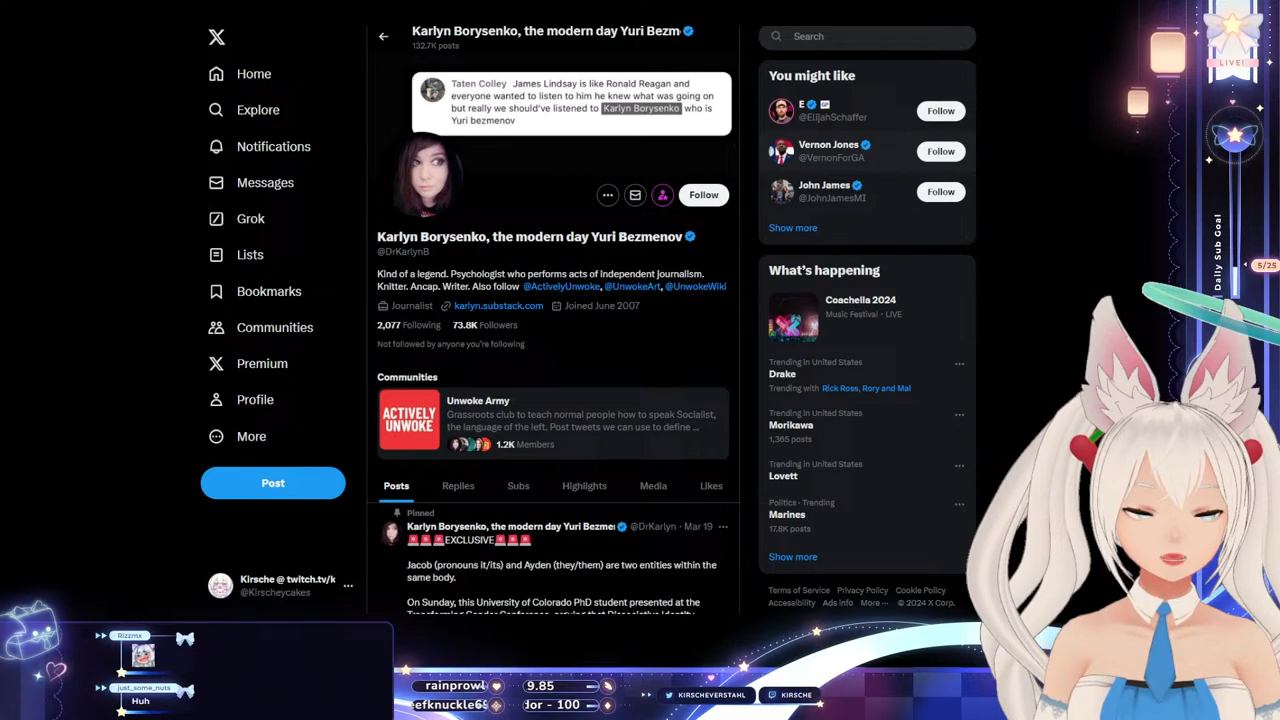 Home
Explore
Notifications
Messages
Grok
Lists
Bookmarks
Communities
Premium
Profile
More
Post
Kirsche @ twitch.tv/k
@Kirscheycakes
Karlyn Borysenko, the modern day Yuri Bezm
132.7K posts
Taten Colley James Lindsay is like Ronald Reagan and
everyone wanted to listen to him he knew what was going on
but really we should've listened to Karlyn Borysenko who is
Yuri bezmenov
Follow
Karlyn Borysenko, the modern day Yuri Bezmenov
@DrKarlynB
Kind of a legend. Psychologist who performs acts of independent journalism.
Knitter. Ancap. Writer. Also follow @ActivelyUnwoke, @UnwokeArt, @UnwokeWiki
Journalist karlyn.substack.com Joined June 2007
2,077 Following 73.8K Followers
Not followed by anyone you're following
Communities
ACTIVELY
UNWOKE
Unwoke Army
Grassroots club to teach normal people how to speak Socialist,
the language of the left. Post tweets we can use to define ...
1.2K Members
Posts Replies Subs Highlights Media Likes
Pinned
Karlyn Borysenko, the modern day Yuri Bezmer @DrKarlyn · Mar 19
EXCLUSIVE
Jacob (pronouns it/its) and Ayden (they/them) are two entities within the
same body.
On Sunday, this University of Colorado PhD student presented at the
Search
You might like
E
@ElijahSchaffer
Follow
Vernon Jones
@VernonForGA
Follow
John James
@JohnJamesMI
Follow
Show more
What's happening
Coachella 2024
Music Festival · LIVE
Trending in United States
Drake
Trending with Rick Ross, Rory and Mal
Trending in United States
Morikawa
1,365 posts
Trending in United States
Lovett
Politics · Trending
Marines
17.8K posts
Show more
Terms of Service Privacy Policy Cookie Policy
Accessibility Ads info More ··· © 2024 X Corp.
LIVE!
Daily Sub Goal
5/25
Rizzmx
just_some_nuts
Huh
rainprowl
9.85
eefknuckle69
dor - 100
KIRSCHEVERSTAHL
KIRSCHE